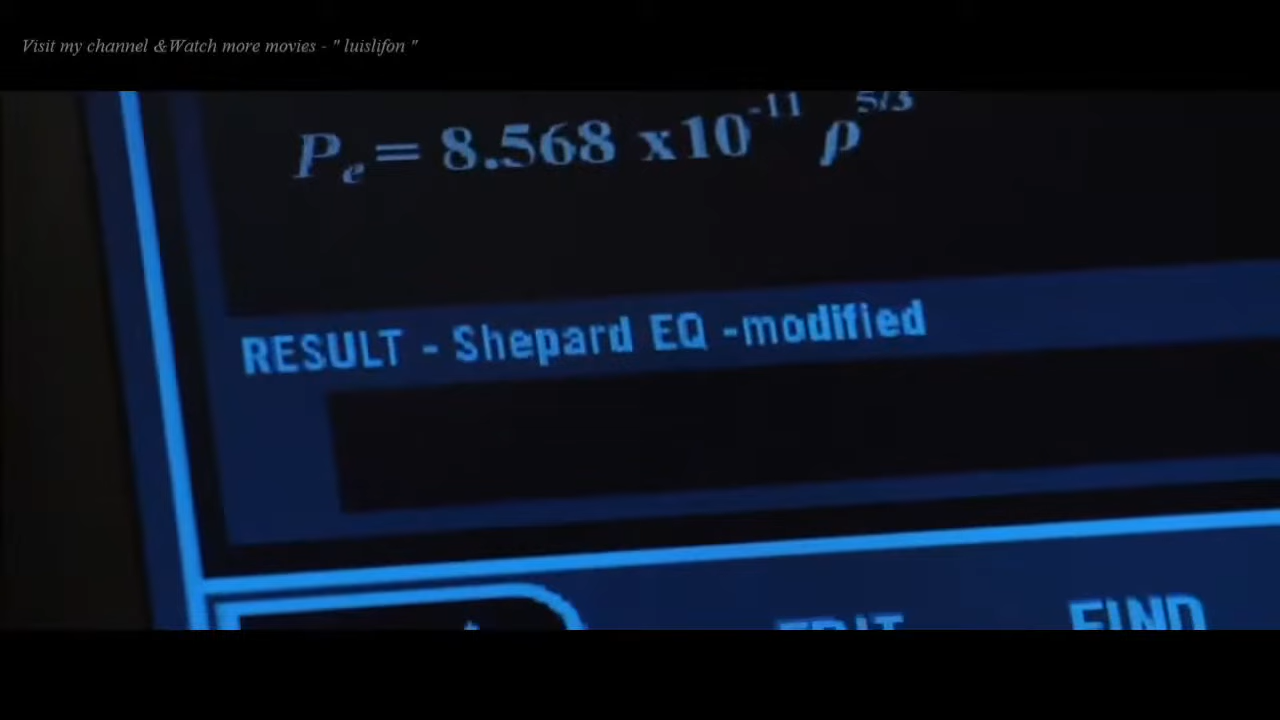 Visit my channel &Watch more movies - " luislifon "
Pₑ = 8.568 x10⁻¹¹ ρ⁵/³
RESULT - Shepard EQ -modified
EDIT FIND